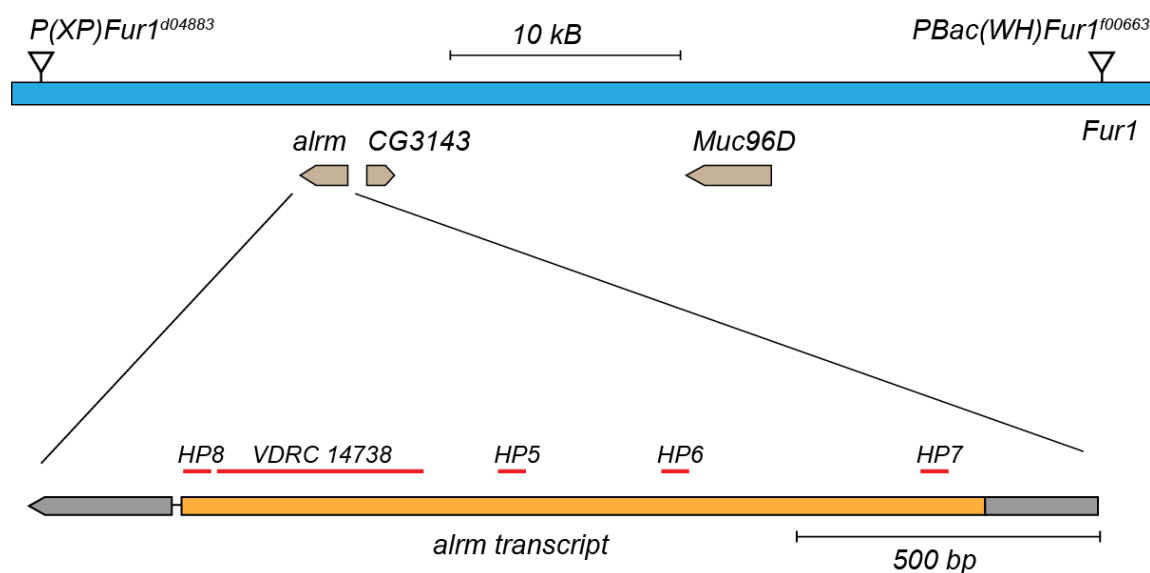 P(XP)Fur1d04883
10 kB
PBac(WH)Fur1f00663
Fur1
alrm
CG3143
Muc96D
HP8
VDRC 14738
HP5
HP6
HP7
alrm transcript
500 bp